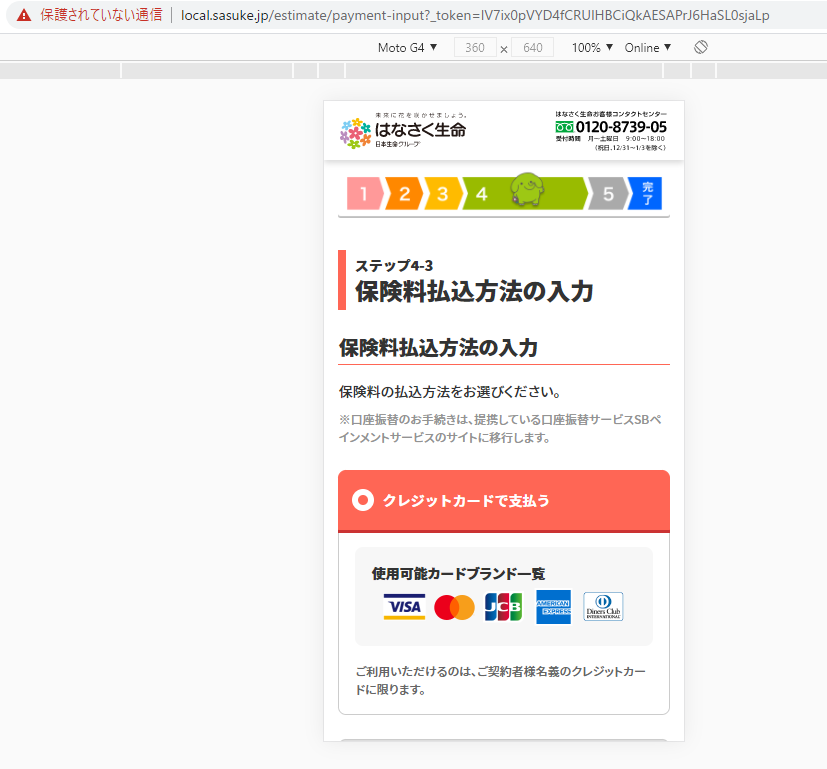 保護されていない通信 local.sasuke.jp/estimate/payment-input?_token=IV7ix0pVYD4fCRUIHBCiQkAESAPrJ6HaSL0sjaLp
Moto G4 ▼ 360 × 640 100% ▼ Online ▼
未来に花を咲かせましょう。
はなさく生命
日本生命グループ
はなさく生命お客様コンタクトセンター
0120-8739-05
受付時間 月～土曜日 9:00～18:00
（祝日、12/31～1/3を除く）
1 2 3 4 5 完了
ステップ4-3
保険料払込方法の入力
保険料払込方法の入力
保険料の払込方法をお選びください。
※口座振替のお手続きは、提携している口座振替サービスSBペ
インメントサービスのサイトに移行します。
クレジットカードで支払う
使用可能カードブランド一覧
VISA JCB AMERICAN EXPRESS Diners Club INTERNATIONAL
ご利用いただけるのは、ご契約者様名義のクレジットカー
ドに限ります。